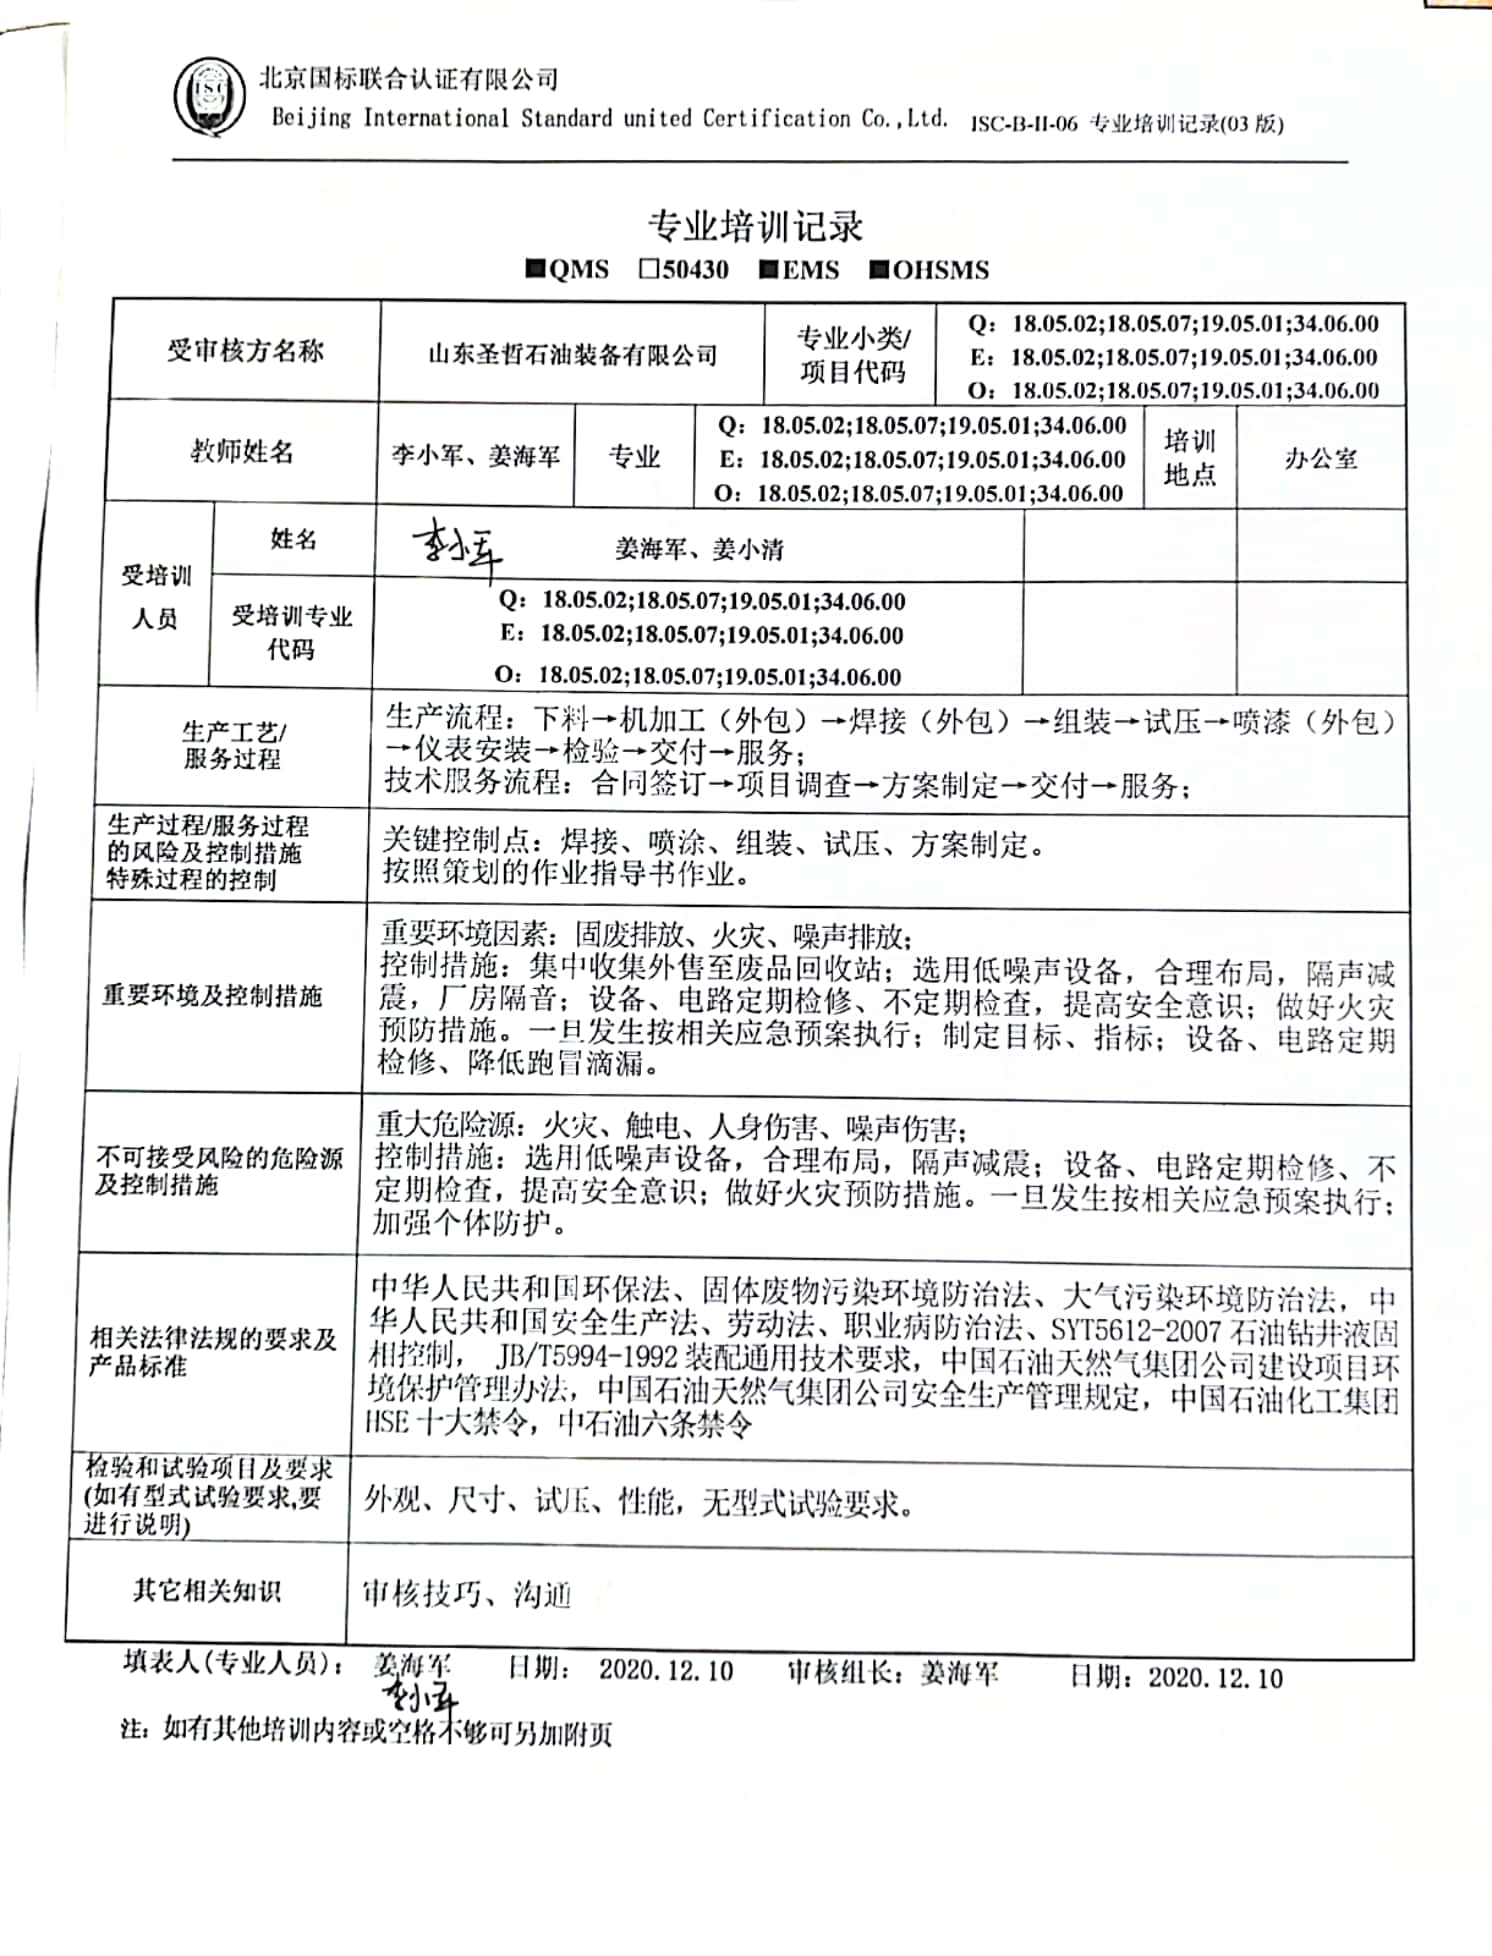 ISC
北京国标联合认证有限公司
Beijing International Standard united Certification Co.,Ltd. ISC-B-II-06 专业培训记录(03 版)
专业培训记录
■QMS □50430 ■EMS ■OHSMS
受审核方名称
山东圣哲石油装备有限公司
专业小类/
项目代码
Q：18.05.02;18.05.07;19.05.01;34.06.00
E：18.05.02;18.05.07;19.05.01;34.06.00
O：18.05.02;18.05.07;19.05.01;34.06.00
教师姓名
李小军、姜海军
专业
Q：18.05.02;18.05.07;19.05.01;34.06.00
E：18.05.02;18.05.07;19.05.01;34.06.00
O：18.05.02;18.05.07;19.05.01;34.06.00
培训
地点
办公室
受培训
人员
姓名
李小军 姜海军、姜小清
受培训专业
代码
Q：18.05.02;18.05.07;19.05.01;34.06.00
E：18.05.02;18.05.07;19.05.01;34.06.00
O：18.05.02;18.05.07;19.05.01;34.06.00
生产工艺/
服务过程
生产流程：下料→机加工（外包）→焊接（外包）→组装→试压→喷漆（外包）
→仪表安装→检验→交付→服务；
技术服务流程：合同签订→项目调查→方案制定→交付→服务；
生产过程/服务过程
的风险及控制措施
特殊过程的控制
关键控制点：焊接、喷涂、组装、试压、方案制定。
按照策划的作业指导书作业。
重要环境及控制措施
重要环境因素：固废排放、火灾、噪声排放；
控制措施：集中收集外售至废品回收站；选用低噪声设备，合理布局，隔声减
震，厂房隔音；设备、电路定期检修、不定期检查，提高安全意识；做好火灾
预防措施。一旦发生按相关应急预案执行；制定目标、指标；设备、电路定期
检修、降低跑冒滴漏。
不可接受风险的危险源
及控制措施
重大危险源：火灾、触电、人身伤害、噪声伤害；
控制措施：选用低噪声设备，合理布局，隔声减震；设备、电路定期检修、不
定期检查，提高安全意识；做好火灾预防措施。一旦发生按相关应急预案执行；
加强个体防护。
相关法律法规的要求及
产品标准
中华人民共和国环保法、固体废物污染环境防治法、大气污染环境防治法，中
华人民共和国安全生产法、劳动法、职业病防治法、SYT5612-2007 石油钻井液固
相控制， JB/T5994-1992 装配通用技术要求，中国石油天然气集团公司建设项目环
境保护管理办法，中国石油天然气集团公司安全生产管理规定，中国石油化工集团
HSE 十大禁令，中石油六条禁令
检验和试验项目及要求
(如有型式试验要求,要
进行说明)
外观、尺寸、试压、性能，无型式试验要求。
其它相关知识
审核技巧、沟通
填表人(专业人员)： 姜海军 日期： 2020.12.10 审核组长：姜海军 日期：2020.12.10
李小军
注：如有其他培训内容或空格不够可另加附页